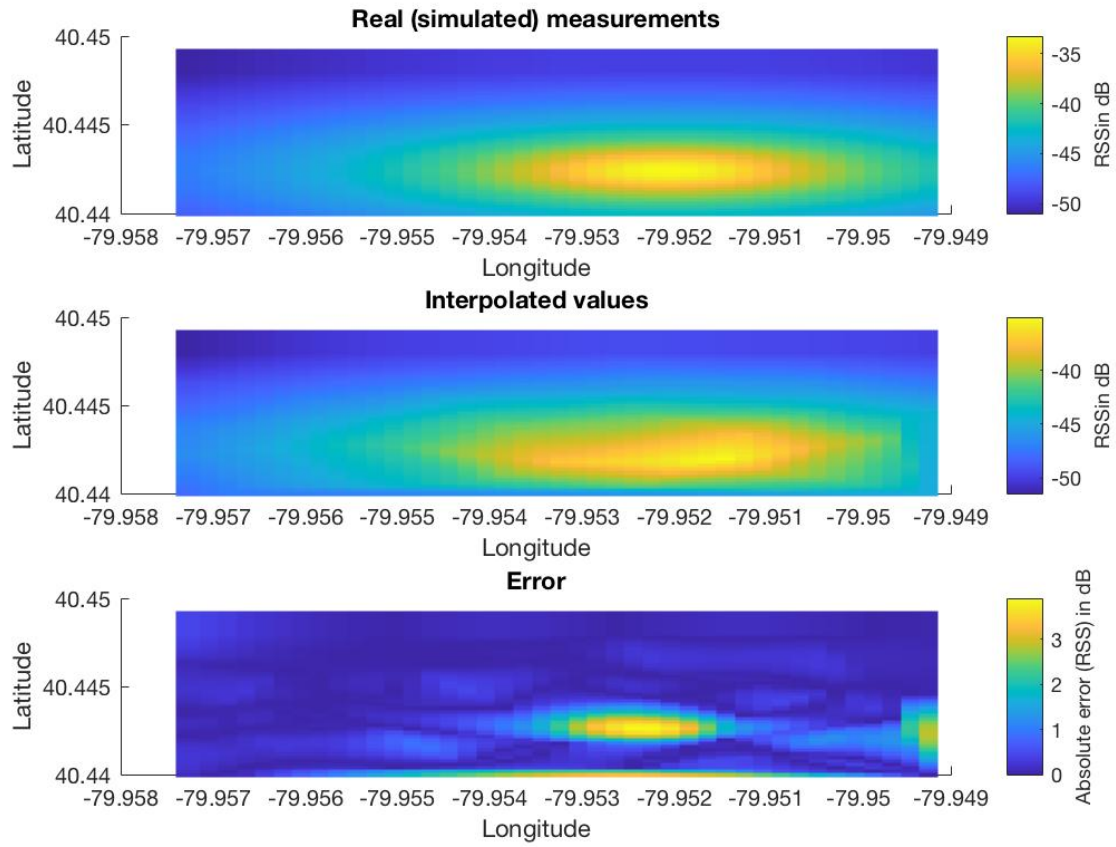 Real (simulated) measurements
40.45
40.445
40.44
Latitude
-79.958 -79.957 -79.956 -79.955 -79.954 -79.953 -79.952 -79.951 -79.95 -79.949
Longitude
-35
-40
-45
-50
RSSin dB
Interpolated values
40.45
40.445
40.44
Latitude
-79.958 -79.957 -79.956 -79.955 -79.954 -79.953 -79.952 -79.951 -79.95 -79.949
Longitude
-40
-45
-50
RSSin dB
Error
40.45
40.445
40.44
Latitude
-79.958 -79.957 -79.956 -79.955 -79.954 -79.953 -79.952 -79.951 -79.95 -79.949
Longitude
3
2
1
0
Absolute error (RSS) in dB